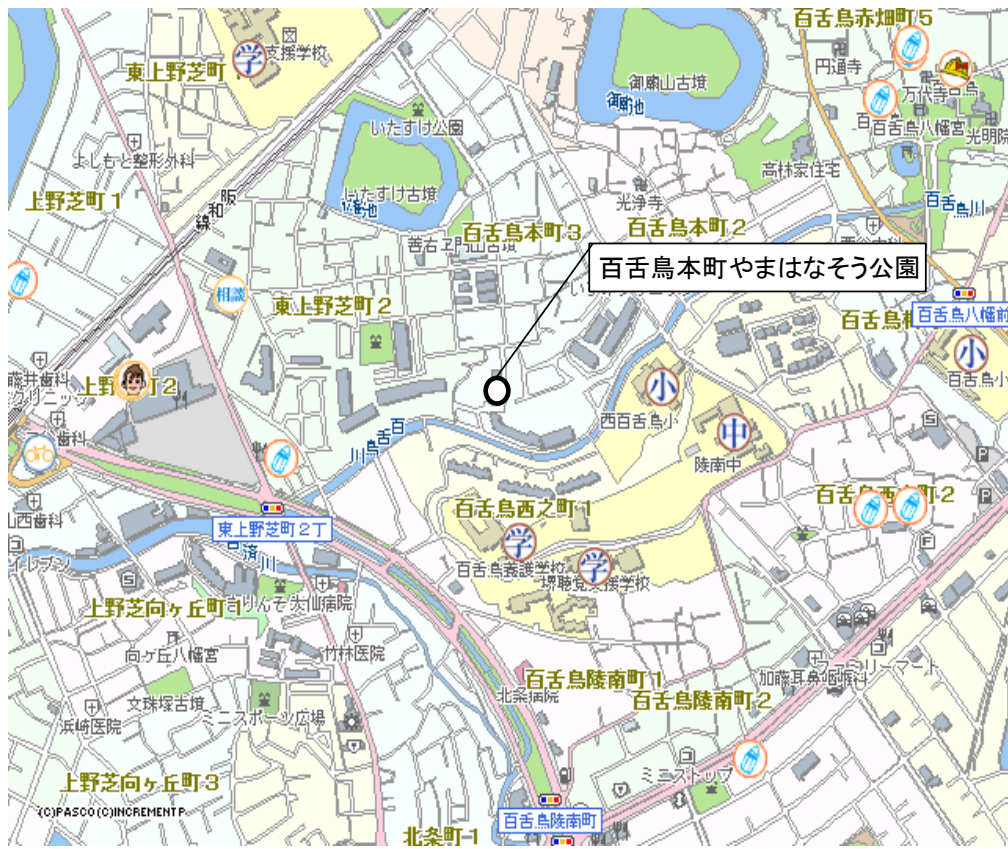 百舌鳥赤畑町5
支援学校
学
東上野芝町
円通寺
御廟山古墳
御廟池
万代寺
百舌鳥八幡宮
光明院
いたすけ公園
よしもと整形外科
高林家住宅
いたすけ古墳
上野芝町1
阪和線
光浄寺
百舌鳥川
善右ヱ門山古墳
百舌鳥本町3
百舌鳥本町2
百舌鳥本町やまはなそう公園
相談
東上野芝町2
百舌鳥八幡前
小
小
百舌鳥小
西百舌鳥小
中
陵南中
歯科
百舌鳥川
百舌鳥西之町1
東上野芝町2丁
学
百舌鳥養護学校
学
堺聴覚支援学校
百済川
上野芝向ヶ丘町
大仙病院
向ヶ丘八幡宮
竹林医院
百舌鳥陵南町1
ファミリーマート
北条病院
百舌鳥陵南町2
文珠塚古墳
浜崎医院
ミニスポーツ広場
上野芝向ヶ丘町3
ミニストップ
(C)PASCO(C)INCREMENT P
百舌鳥陵南町
北条町1